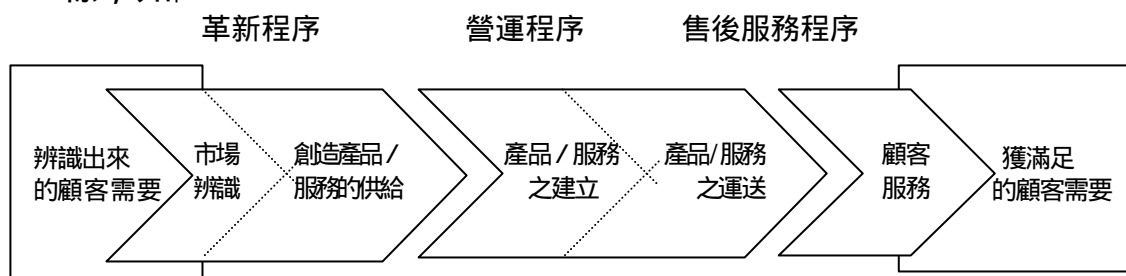 革新程序
營運程序
售後服務程序
辨識出來
的顧客需要
市場
辨識
創造產品/
服務的供給
產品/服務
之建立
產品/服務
之運送
顧客
服務
獲滿足
的顧客需要